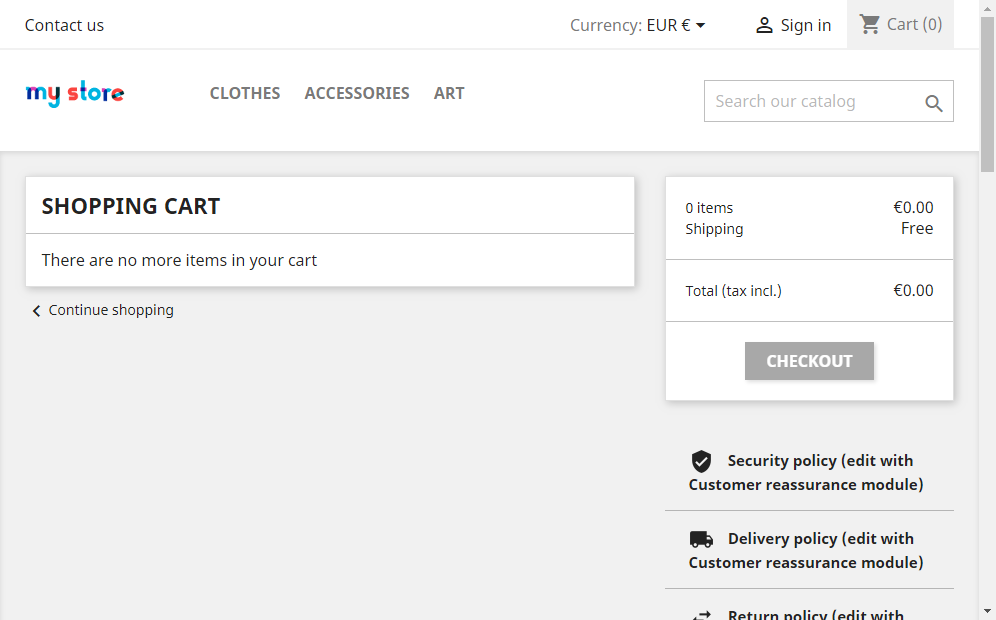 Contact us
Currency: EUR €
Sign in
Cart (0)
my store
CLOTHES
ACCESSORIES
ART
Search our catalog
SHOPPING CART
There are no more items in your cart
Continue shopping
0 items €0.00
Shipping Free
Total (tax incl.) €0.00
CHECKOUT
Security policy (edit with
Customer reassurance module)
Delivery policy (edit with
Customer reassurance module)
Return policy (edit with